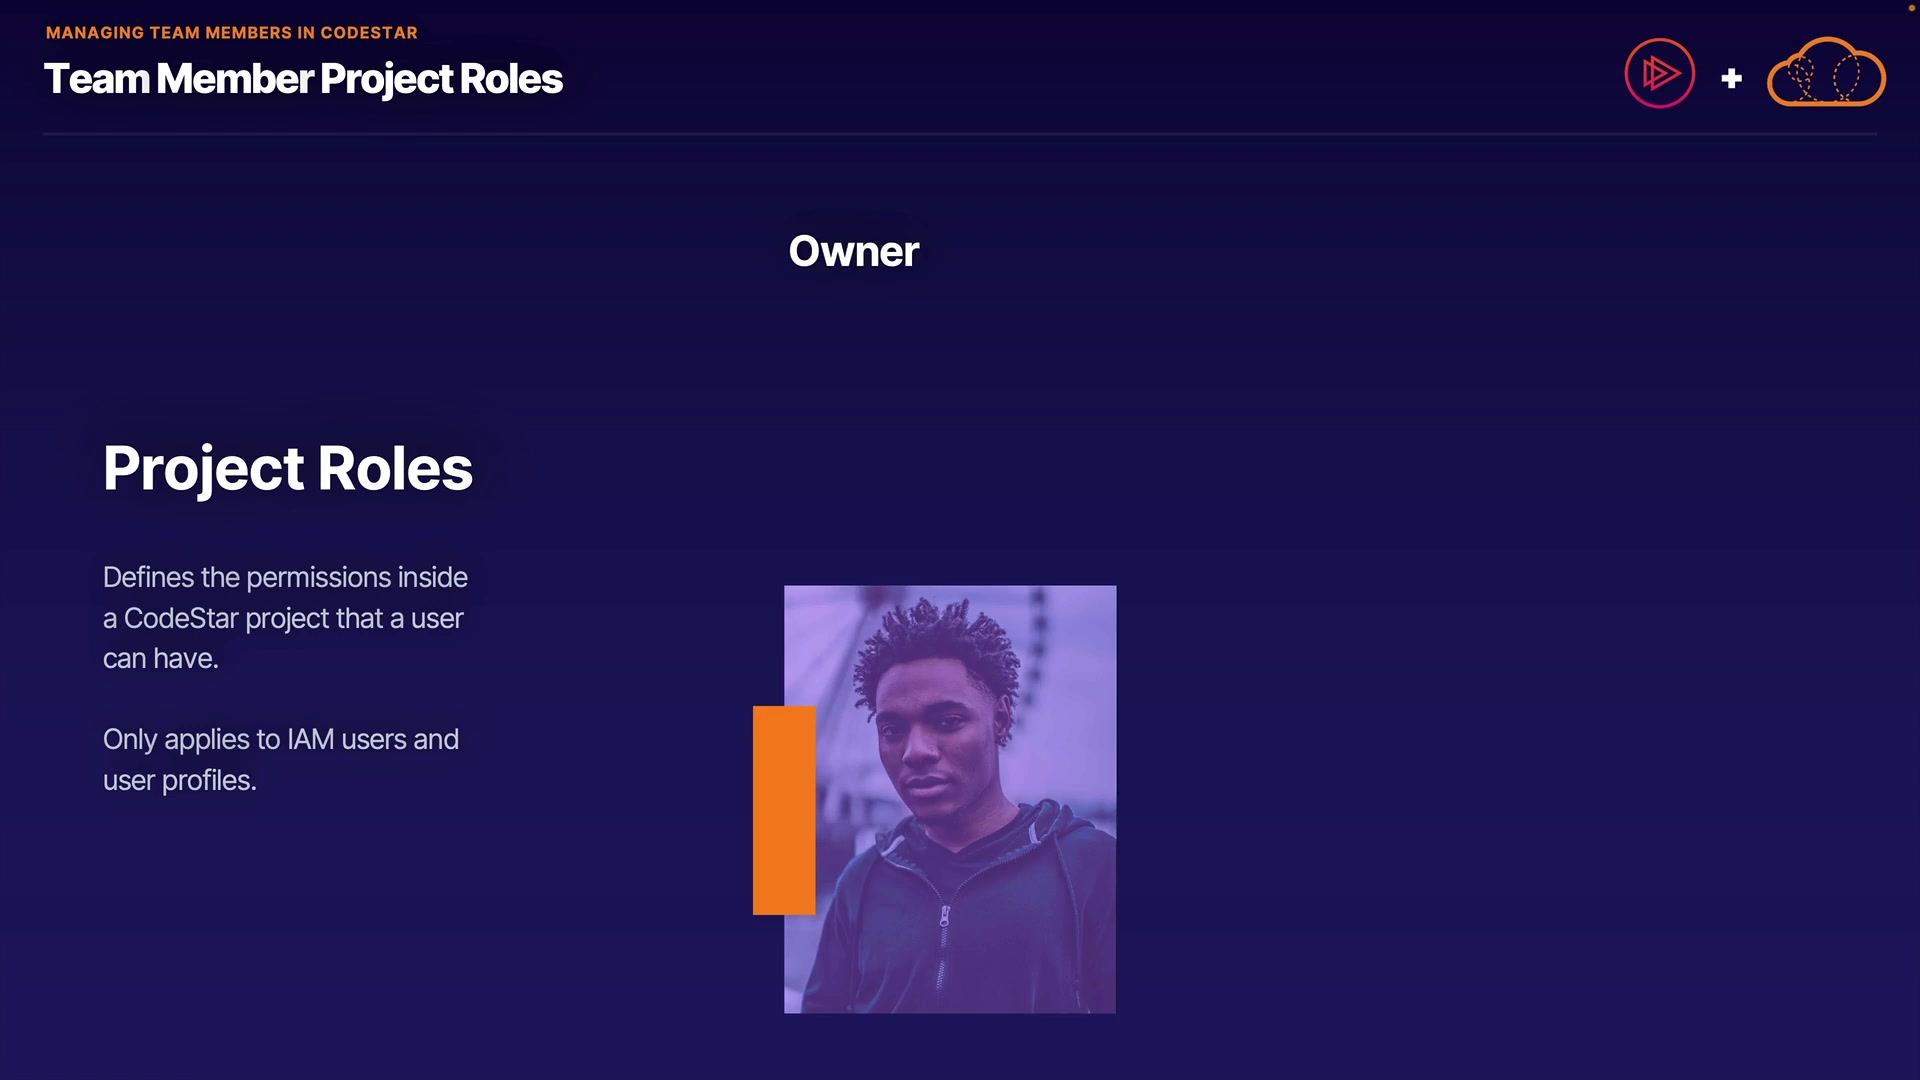 MANAGING TEAM MEMBERS IN CODESTAR
Team Member Project Roles
Owner
Project Roles
Defines the permissions inside
a CodeStar project that a user
can have.
Only applies to IAM users and
user profiles.